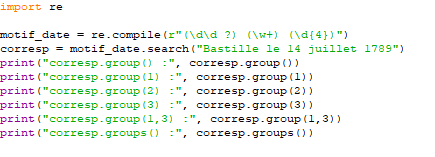 import re
motif_date = re.compile(r"(\d\d ?) (\w+) (\d{4})")
corresp = motif_date.search("Bastille le 14 juillet 1789")
print("corresp.group() :", corresp.group())
print("corresp.group(1) :", corresp.group(1))
print("corresp.group(2) :", corresp.group(2))
print("corresp.group(3) :", corresp.group(3))
print("corresp.group(1,3) :", corresp.group(1,3))
print("corresp.groups() :", corresp.groups())